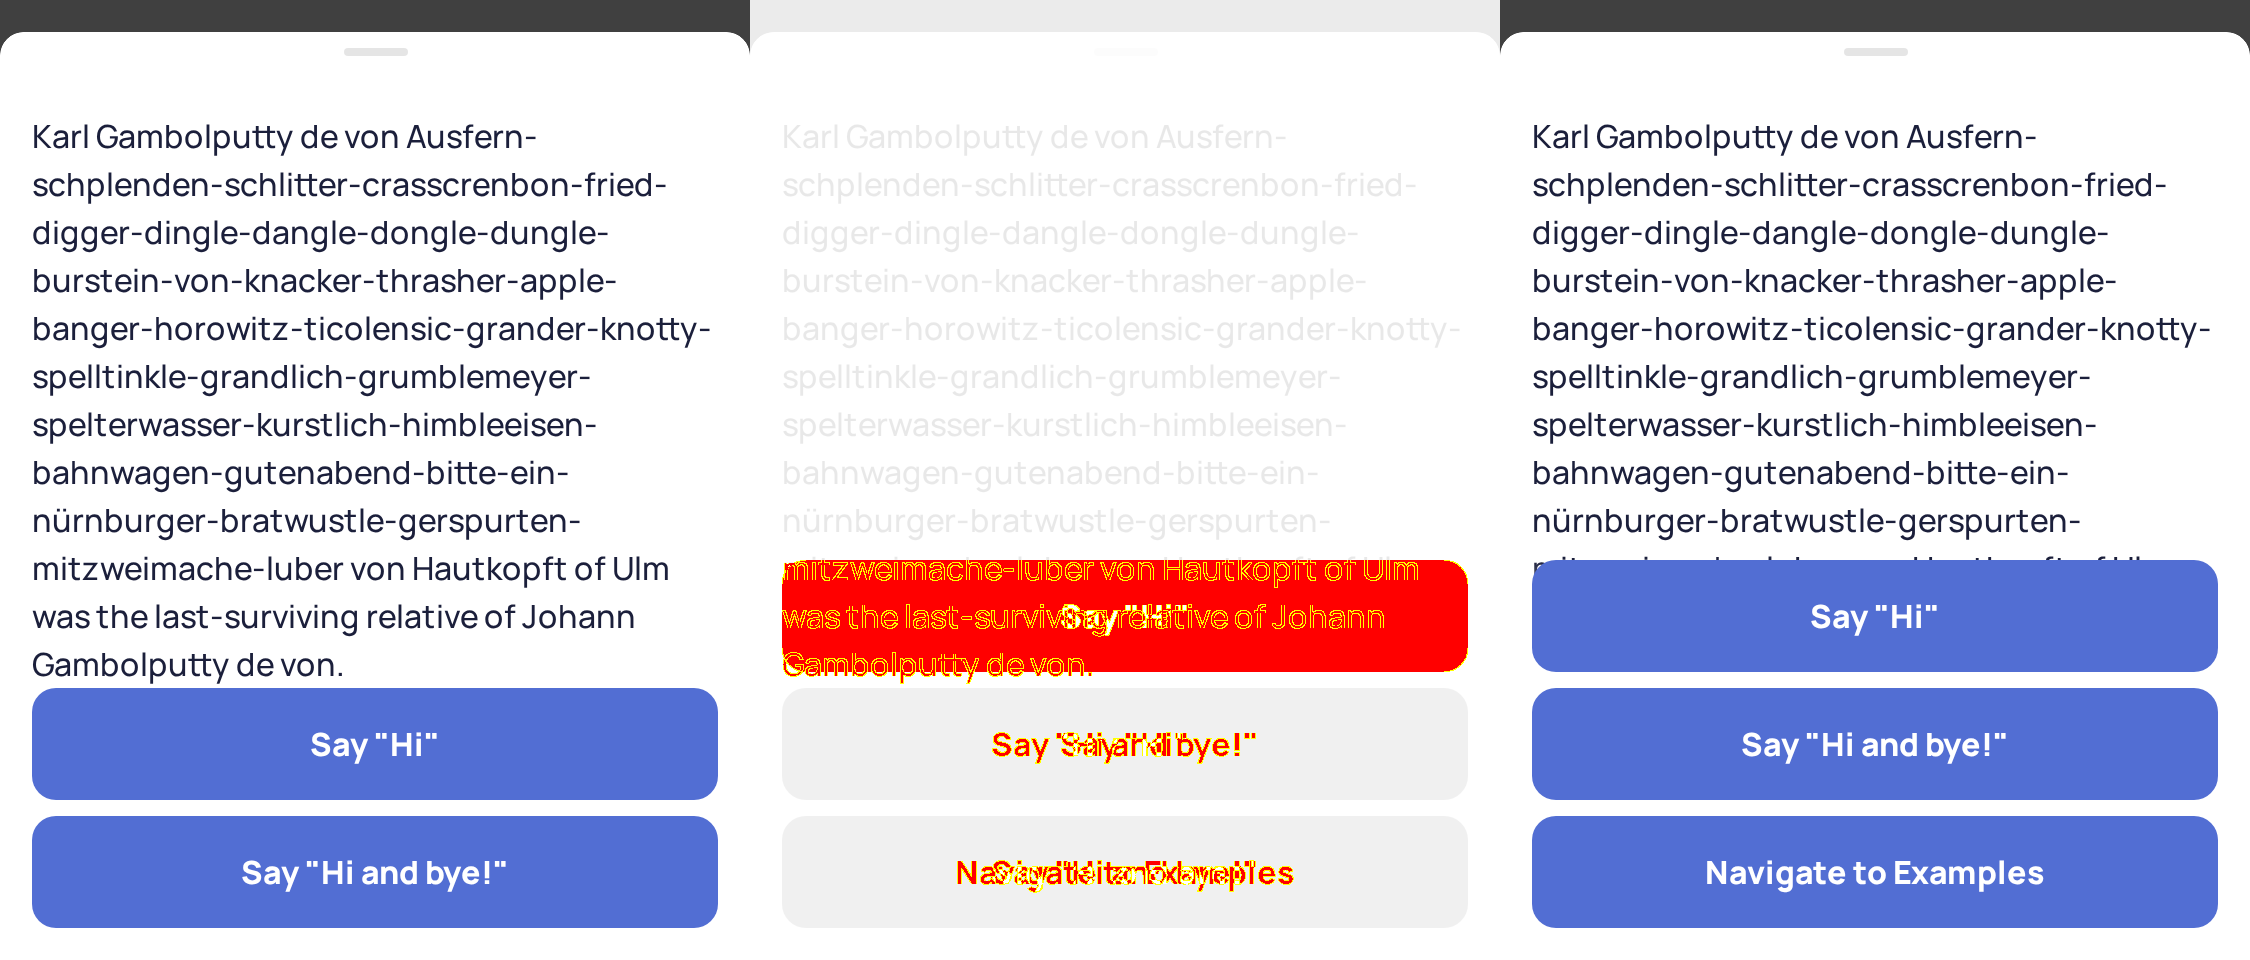 Karl Gambolputty de von Ausfern-
schplenden-schlitter-crasscrenbon-fried-
digger-dingle-dangle-dongle-dungle-
burstein-von-knacker-thrasher-apple-
banger-horowitz-ticolensic-grander-knotty-
spelltinkle-grandlich-grumblemeyer-
spelterwasser-kurstlich-himbleeisen-
bahnwagen-gutenabend-bitte-ein-
nürnburger-bratwustle-gerspurten-
mitzweimache-luber von Hautkopft of Ulm
was the last-surviving relative of Johann
Gambolputty de von.
Say "Hi"
Say "Hi and bye!"
Karl Gambolputty de von Ausfern-
schplenden-schlitter-crasscrenbon-fried-
digger-dingle-dangle-dongle-dungle-
burstein-von-knacker-thrasher-apple-
banger-horowitz-ticolensic-grander-knotty-
spelltinkle-grandlich-grumblemeyer-
spelterwasser-kurstlich-himbleeisen-
bahnwagen-gutenabend-bitte-ein-
nürnburger-bratwustle-gerspurten-
mitzweimache-luber von Hautkopft of Ulm
was the last-surviving relative of Johann
Say "Hi"
Gambolputty de von.
Say "Hi and bye!"
Karl Gambolputty de von Ausfern-
schplenden-schlitter-crasscrenbon-fried-
digger-dingle-dangle-dongle-dungle-
burstein-von-knacker-thrasher-apple-
banger-horowitz-ticolensic-grander-knotty-
spelltinkle-grandlich-grumblemeyer-
spelterwasser-kurstlich-himbleeisen-
bahnwagen-gutenabend-bitte-ein-
nürnburger-bratwustle-gerspurten-
Say "Hi"
Say "Hi and bye!"
Navigate to Examples